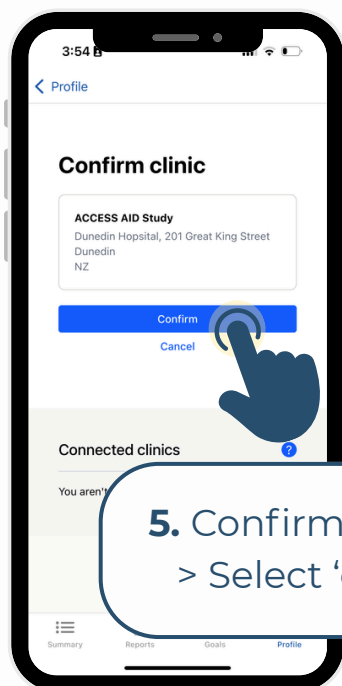 3:54
Profile
Confirm clinic
ACCESS AID Study
Dunedin Hopsital, 201 Great King Street
Dunedin
NZ
Confirm
Cancel
Connected clinics
?
You aren't
5. Confirm
> Select ‘
Summary
Reports
Goals
Profile